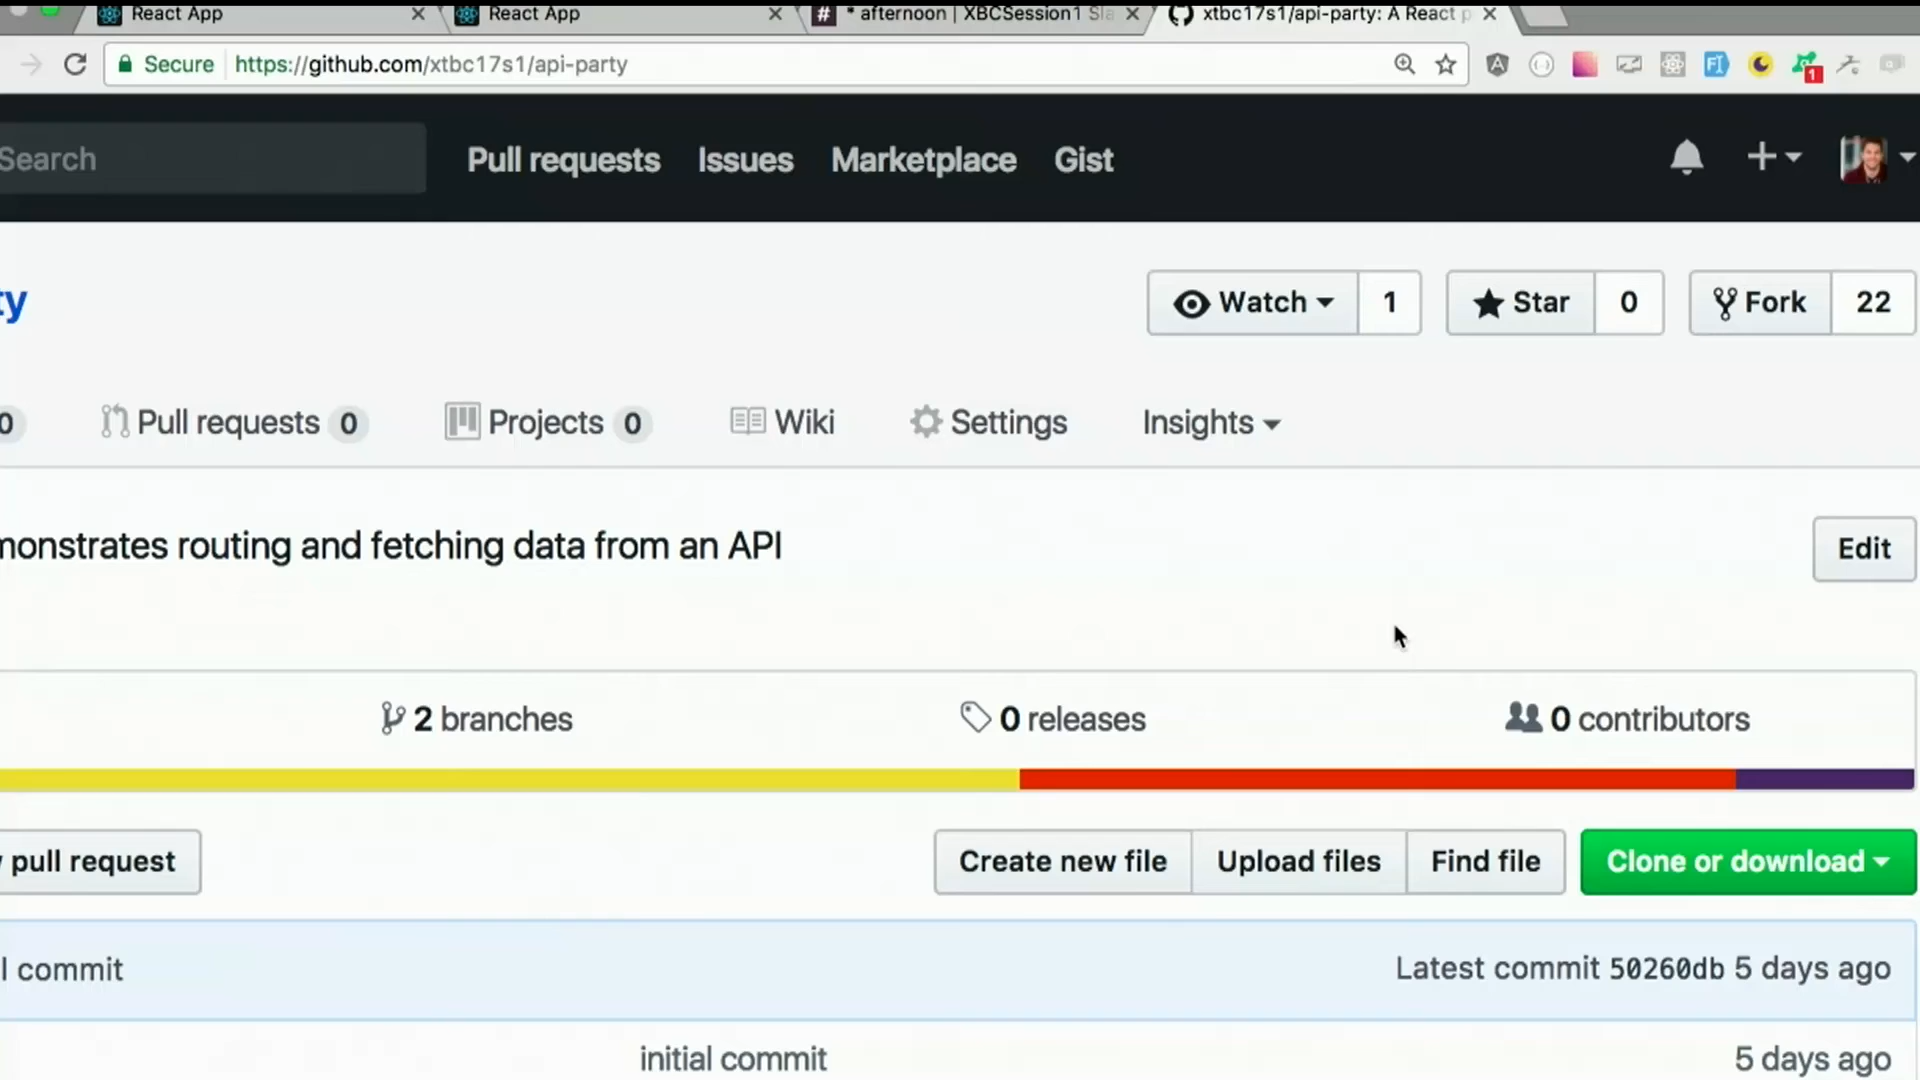 React App
React App
* afternoon | XBCSession1 Sla
xtbc17s1/api-party: A React p
Secure
https://github.com/xtbc17s1/api-party
1
Search
Pull requests
Issues
Marketplace
Gist
ty
Watch
1
Star
0
Fork
22
0
Pull requests 0
Projects 0
Wiki
Settings
Insights
monstrates routing and fetching data from an API
Edit
2 branches
0 releases
0 contributors
pull request
Create new file
Upload files
Find file
Clone or download
l commit
Latest commit 50260db 5 days ago
initial commit
5 days ago